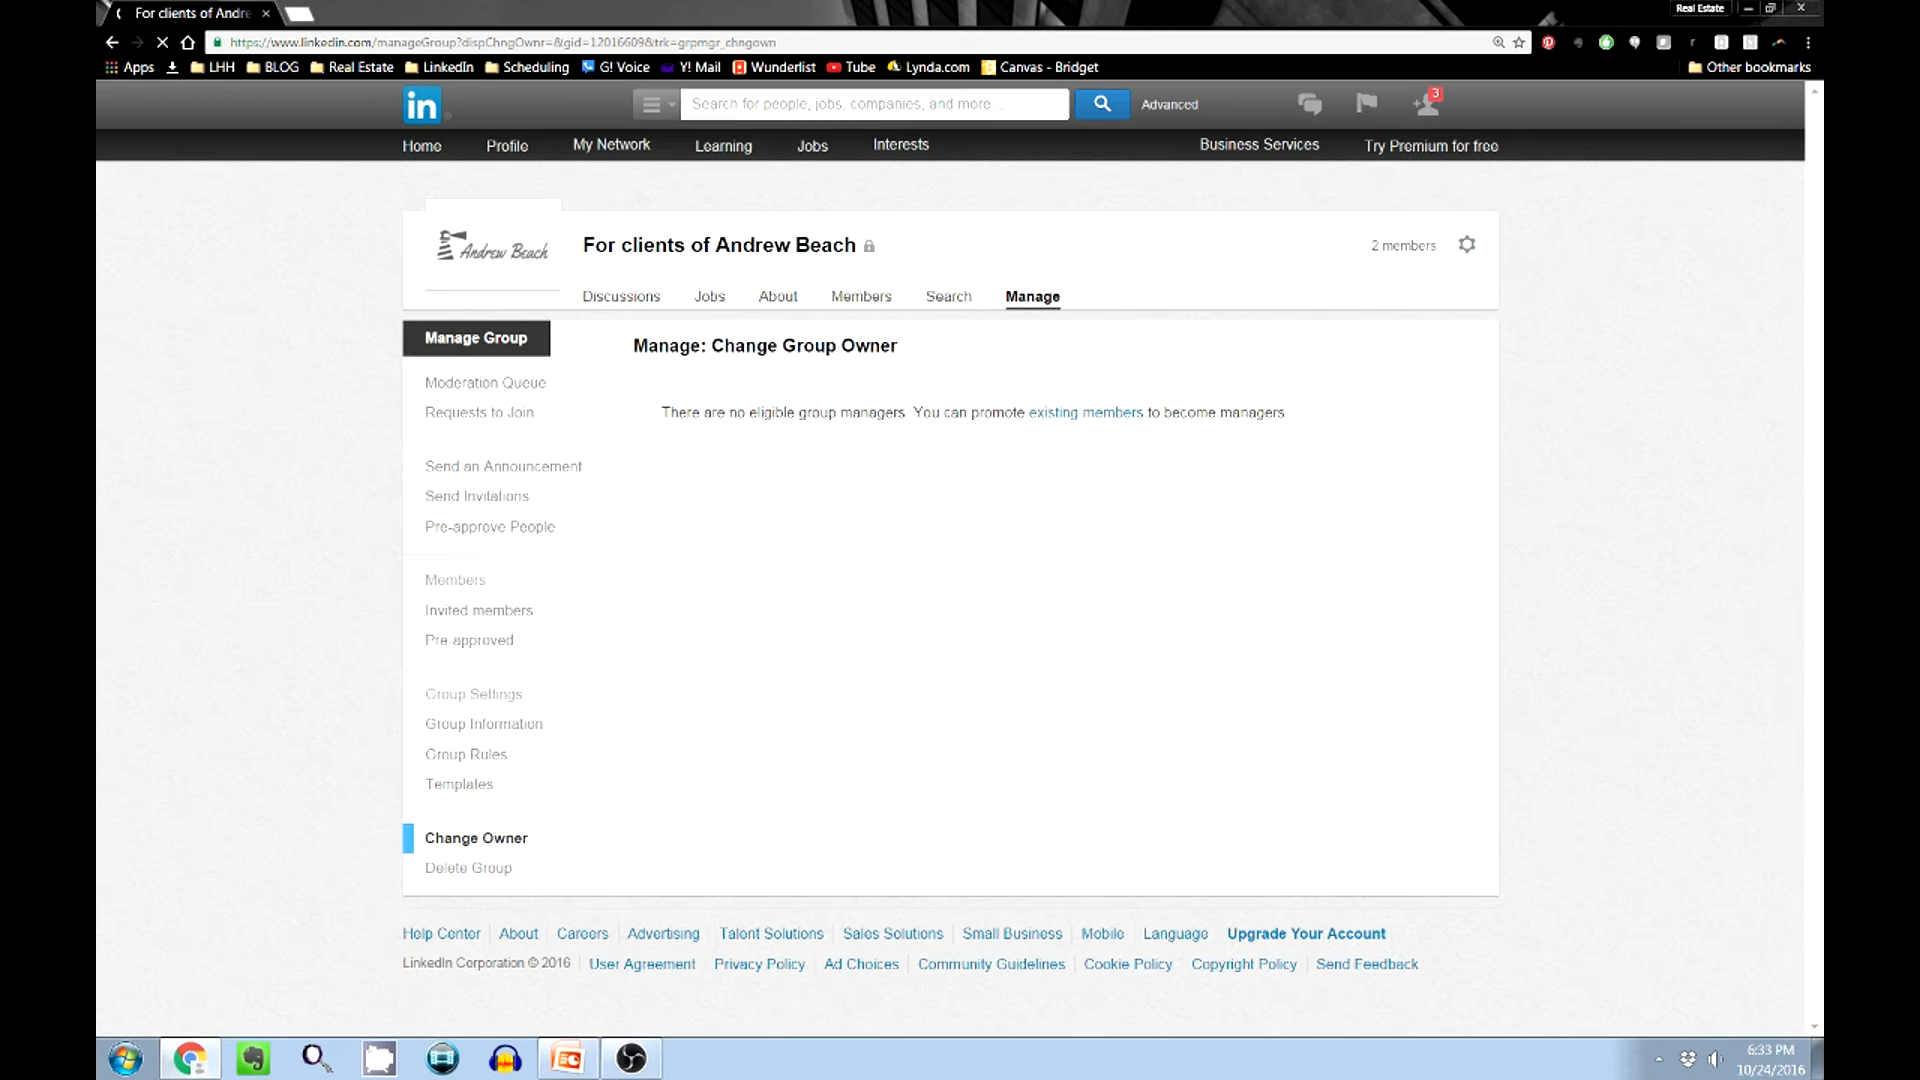 For clients of Andre
Real Estate
https://www.linkedin.com/manageGroup?dispChngOwnr=&gid=12016609&trk=grpmgr_chngown
Apps LHH BLOG Real Estate LinkedIn Scheduling G! Voice Y! Mail Wunderlist Tube Lynda.com Canvas - Bridget Other bookmarks
in Search for people, jobs, companies, and more... Advanced 3
Home Profile My Network Learning Jobs Interests Business Services Try Premium for free
Andrew Beach
For clients of Andrew Beach 2 members
Discussions Jobs About Members Search Manage
Manage Group
Manage: Change Group Owner
Moderation Queue
Requests to Join
There are no eligible group managers. You can promote existing members to become managers
Send an Announcement
Send Invitations
Pre-approve People
Members
Invited members
Pre-approved
Group Settings
Group Information
Group Rules
Templates
Change Owner
Delete Group
Help Center About Careers Advertising Talent Solutions Sales Solutions Small Business Mobile Language Upgrade Your Account
LinkedIn Corporation © 2016 User Agreement Privacy Policy Ad Choices Community Guidelines Cookie Policy Copyright Policy Send Feedback
6:33 PM
10/24/2016